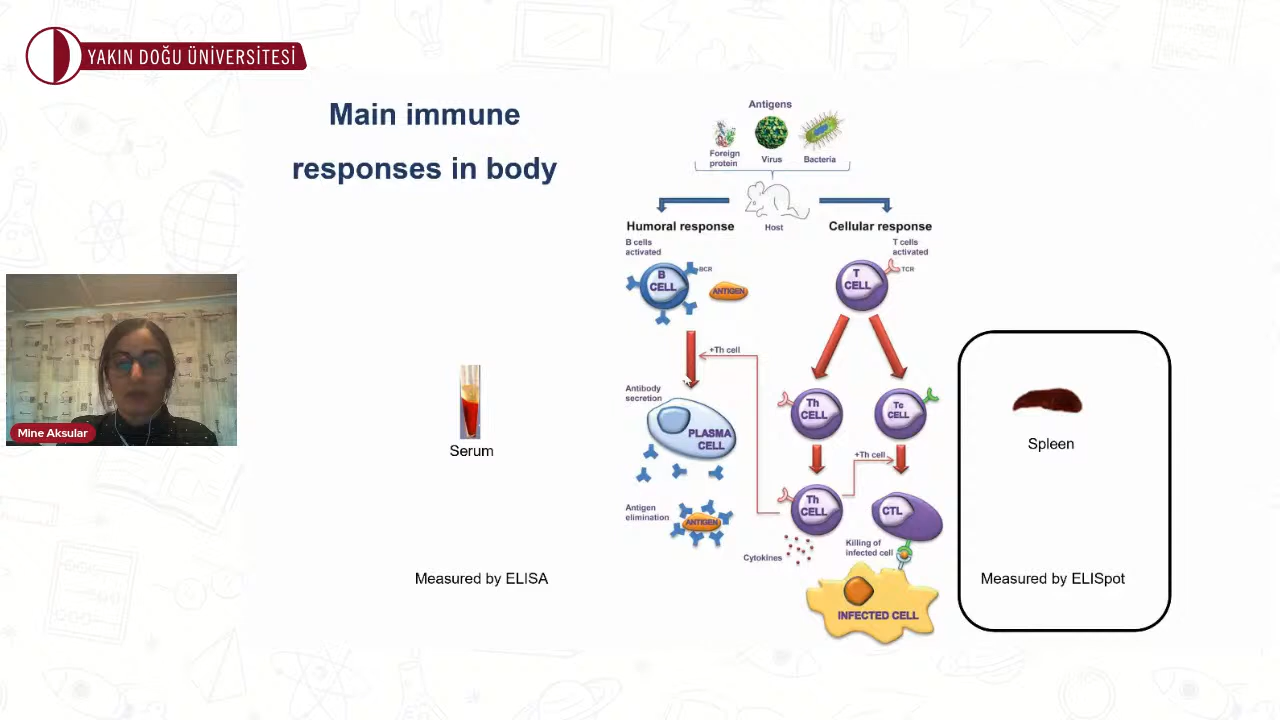 YAKIN DOĞU ÜNİVERSİTESİ
Main immune
responses in body
Mine Aksular
Serum
Measured by ELISA
Antigens
Foreign
protein
Virus
Bacteria
Host
Humoral response
Cellular response
B cells
activated
T cells
activated
BCR
TCR
B
CELL
ANTIGEN
T
CELL
+Th cell
Antibody
secretion
PLASMA
CELL
Th
CELL
Tc
CELL
+Th cell
Antigen
elimination
ANTIGEN
Th
CELL
CTL
Cytokines
Killing of
infected cell
INFECTED CELL
Spleen
Measured by ELISpot